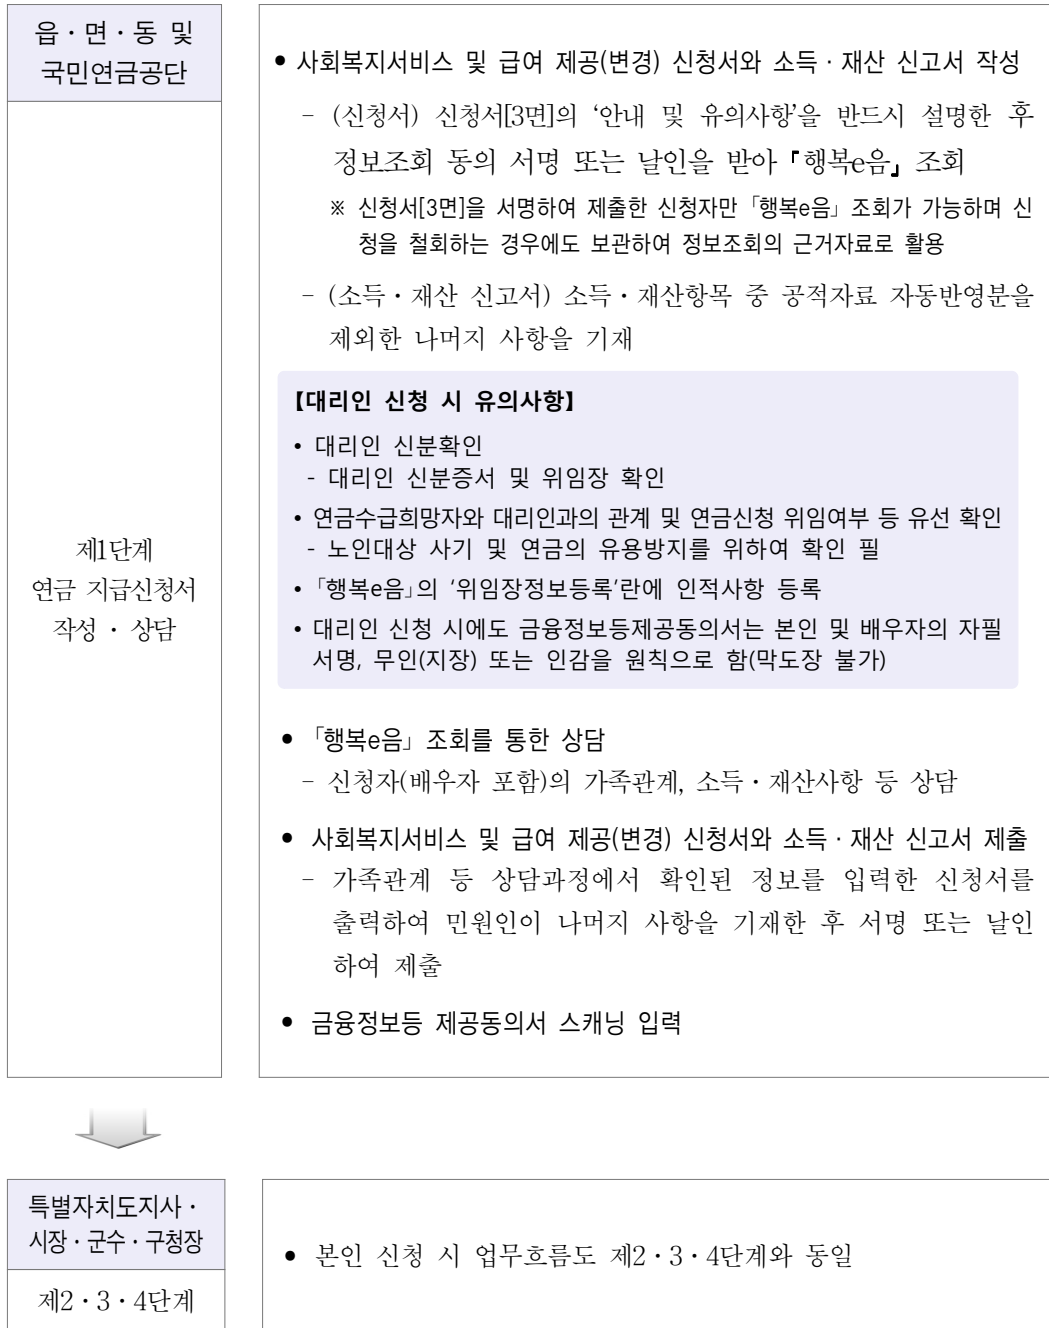 읍·면·동 및
국민연금공단
제1단계
연금 지급신청서
작성 · 상담
• 사회복지서비스 및 급여 제공(변경) 신청서와 소득·재산 신고서 작성
- (신청서) 신청서[3면]의 ‘안내 및 유의사항’을 반드시 설명한 후
정보조회 동의 서명 또는 날인을 받아 「행복e음」 조회
※ 신청서[3면]을 서명하여 제출한 신청자만 「행복e음」 조회가 가능하며 신
청을 철회하는 경우에도 보관하여 정보조회의 근거자료로 활용
- (소득·재산 신고서) 소득·재산항목 중 공적자료 자동반영분을
제외한 나머지 사항을 기재
【대리인 신청 시 유의사항】
• 대리인 신분확인
- 대리인 신분증서 및 위임장 확인
• 연금수급희망자와 대리인과의 관계 및 연금신청 위임여부 등 유선 확인
- 노인대상 사기 및 연금의 유용방지를 위하여 확인 필
• 「행복e음」의 ‘위임장정보등록’란에 인적사항 등록
• 대리인 신청 시에도 금융정보등제공동의서는 본인 및 배우자의 자필
서명, 무인(지장) 또는 인감을 원칙으로 함(막도장 불가)
• 「행복e음」 조회를 통한 상담
- 신청자(배우자 포함)의 가족관계, 소득·재산사항 등 상담
• 사회복지서비스 및 급여 제공(변경) 신청서와 소득·재산 신고서 제출
- 가족관계 등 상담과정에서 확인된 정보를 입력한 신청서를
출력하여 민원인이 나머지 사항을 기재한 후 서명 또는 날인
하여 제출
• 금융정보등 제공동의서 스캐닝 입력
특별자치도지사·
시장·군수·구청장
제2·3·4단계
• 본인 신청 시 업무흐름도 제2·3·4단계와 동일